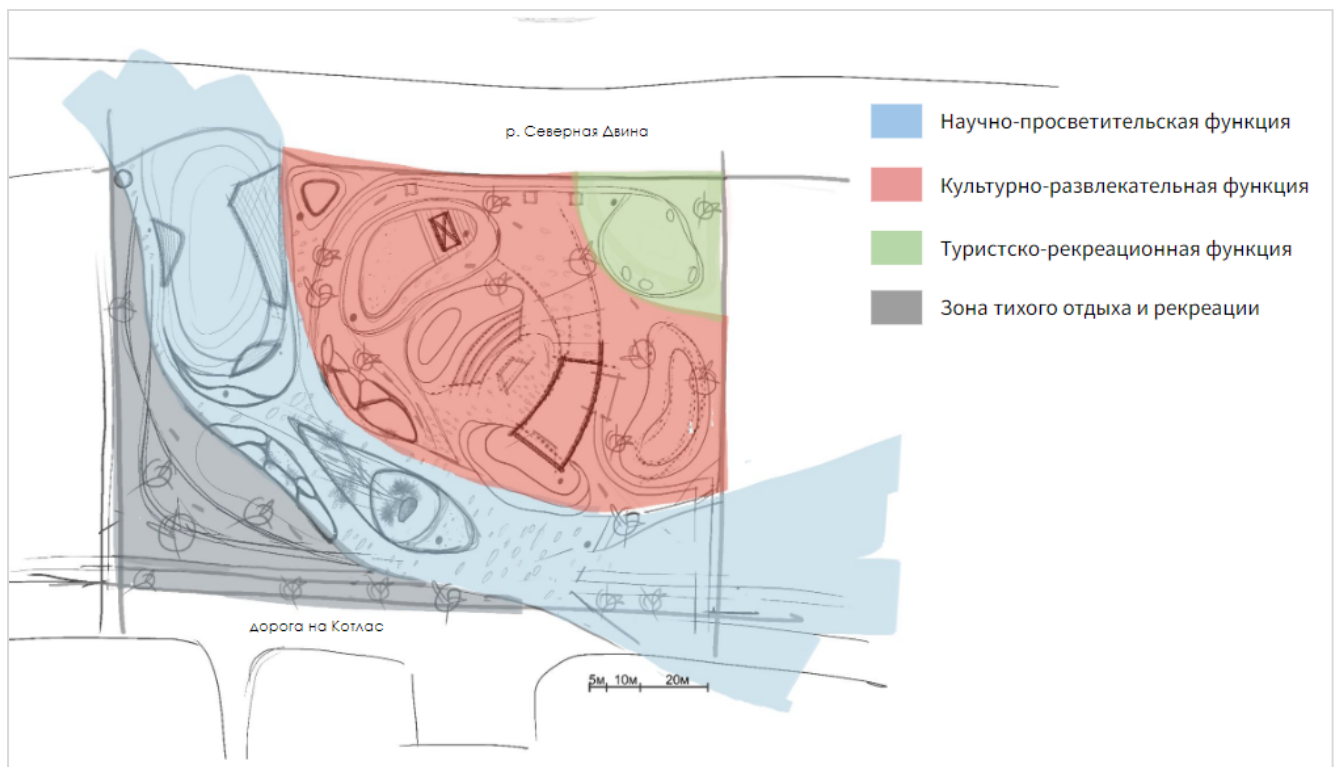 р. Северная Двина
Научно-просветительская функция
Культурно-развлекательная функция
Туристско-рекреационная функция
Зона тихого отдыха и рекреации
дорога на Котлас
5м, 10м, 20м